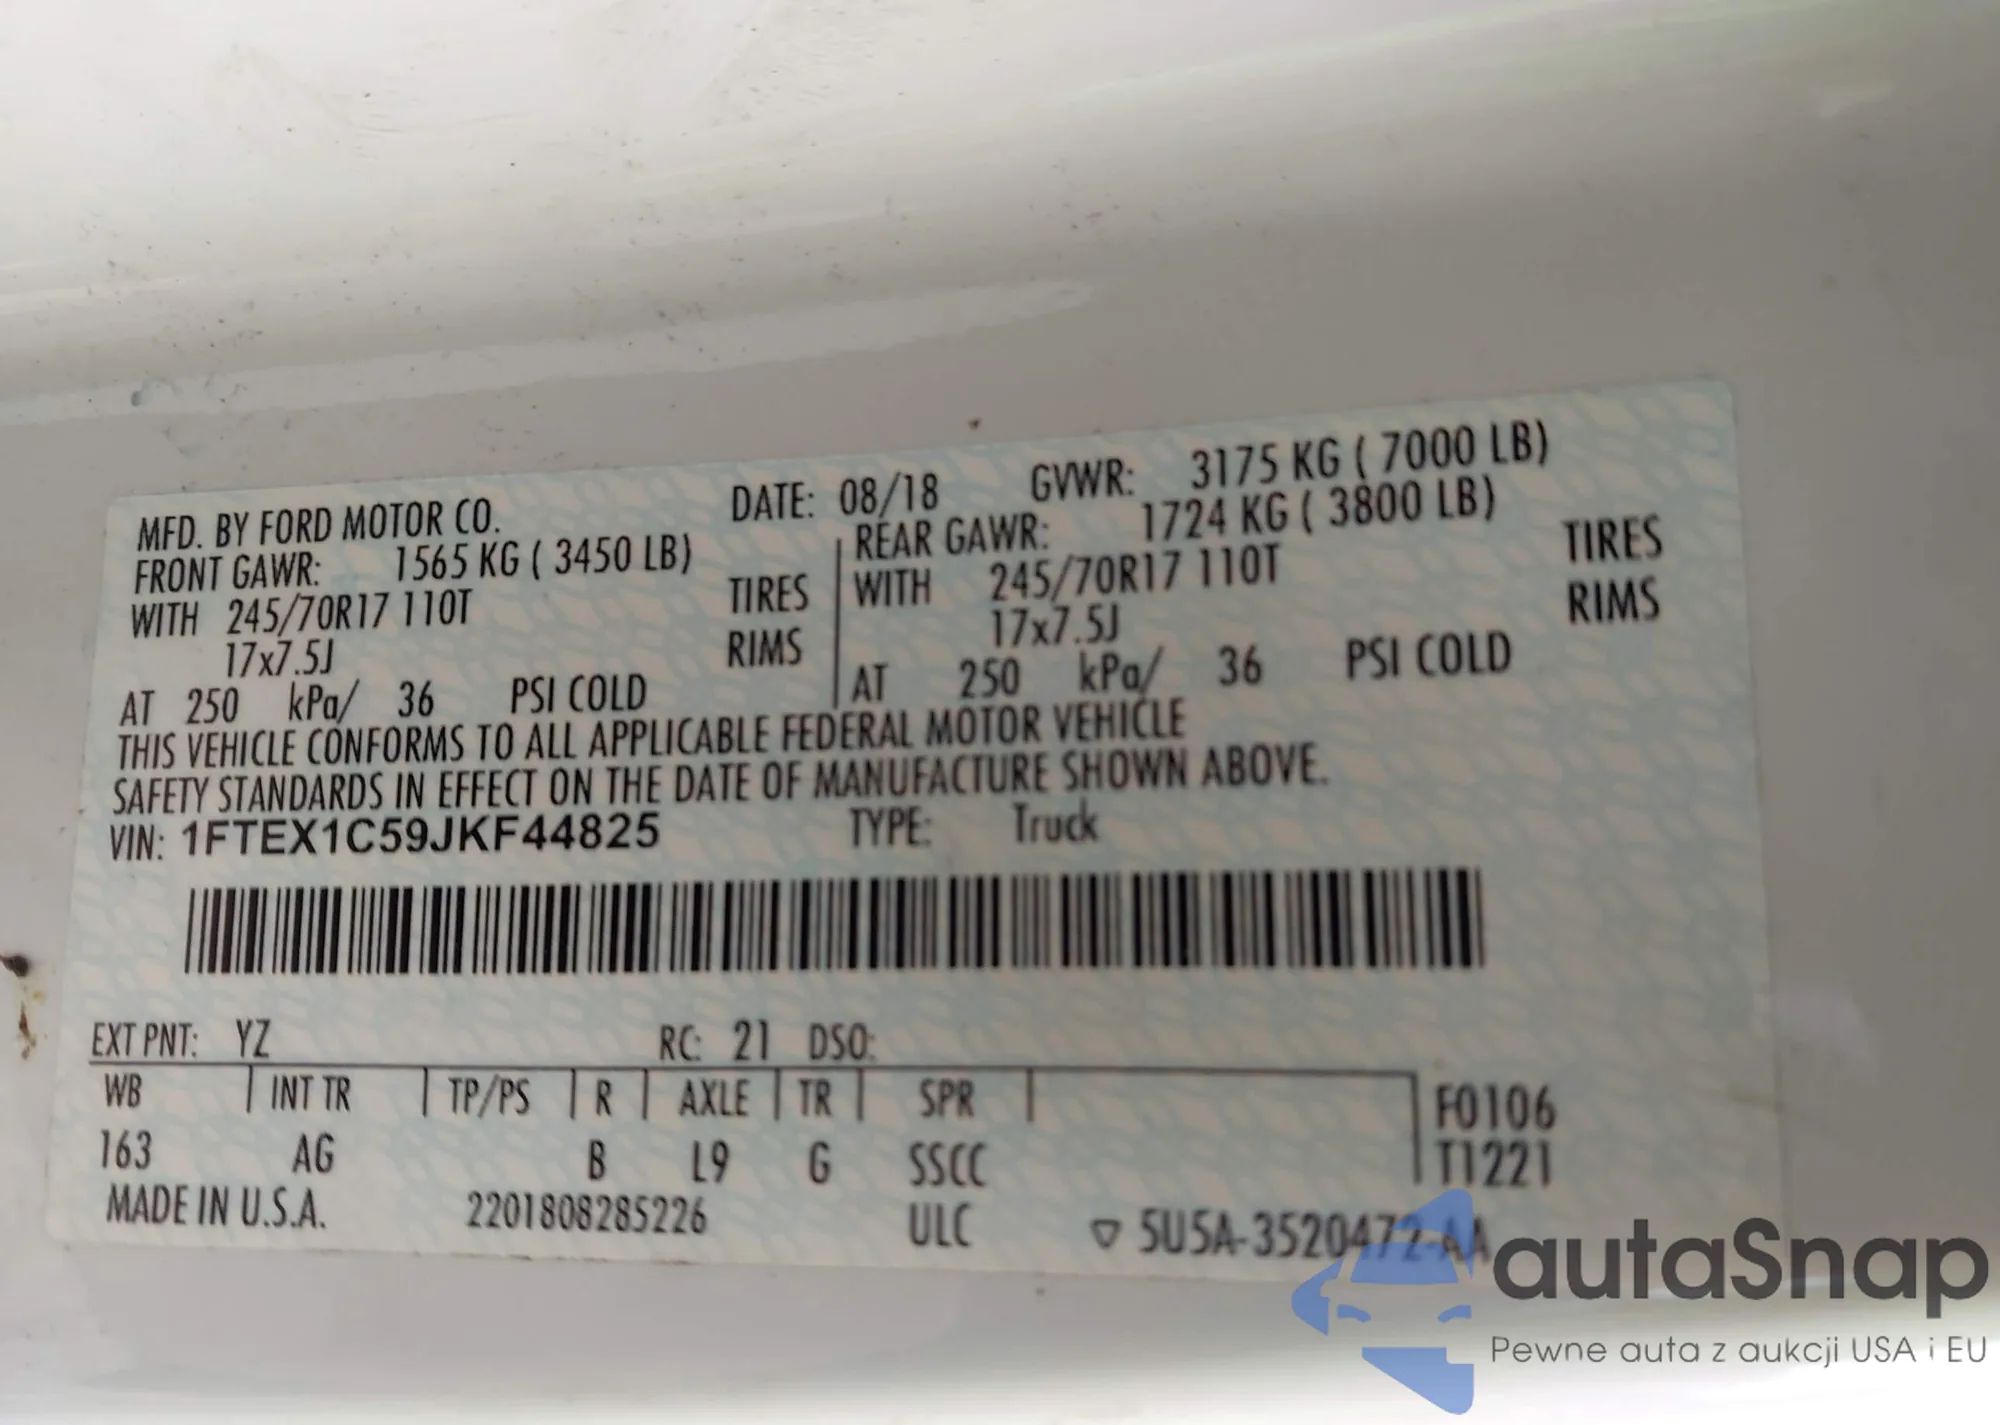 MFD. BY FORD MOTOR CO. DATE: 08/18 GVWR: 3175 KG ( 7000 LB)
FRONT GAWR: 1565 KG ( 3450 LB) REAR GAWR: 1724 KG ( 3800 LB)
WITH 245/70R17 110T TIRES WITH 245/70R17 110T TIRES
17x7.5J RIMS 17x7.5J RIMS
AT 250 kPa/ 36 PSI COLD AT 250 kPa/ 36 PSI COLD
THIS VEHICLE CONFORMS TO ALL APPLICABLE FEDERAL MOTOR VEHICLE
SAFETY STANDARDS IN EFFECT ON THE DATE OF MANUFACTURE SHOWN ABOVE.
VIN: 1FTEX1C59JKF44825 TYPE: Truck
EXT PNT: YZ RC: 21 DSO:
WB INT TR TP/PS R AXLE TR SPR F0106
163 AG B L9 G SSCC T1221
MADE IN U.S.A. 2201808285226 ULC ▽ 5U5A-3520472-AA
autaSnap
Pewne auta z aukcji USA i EU